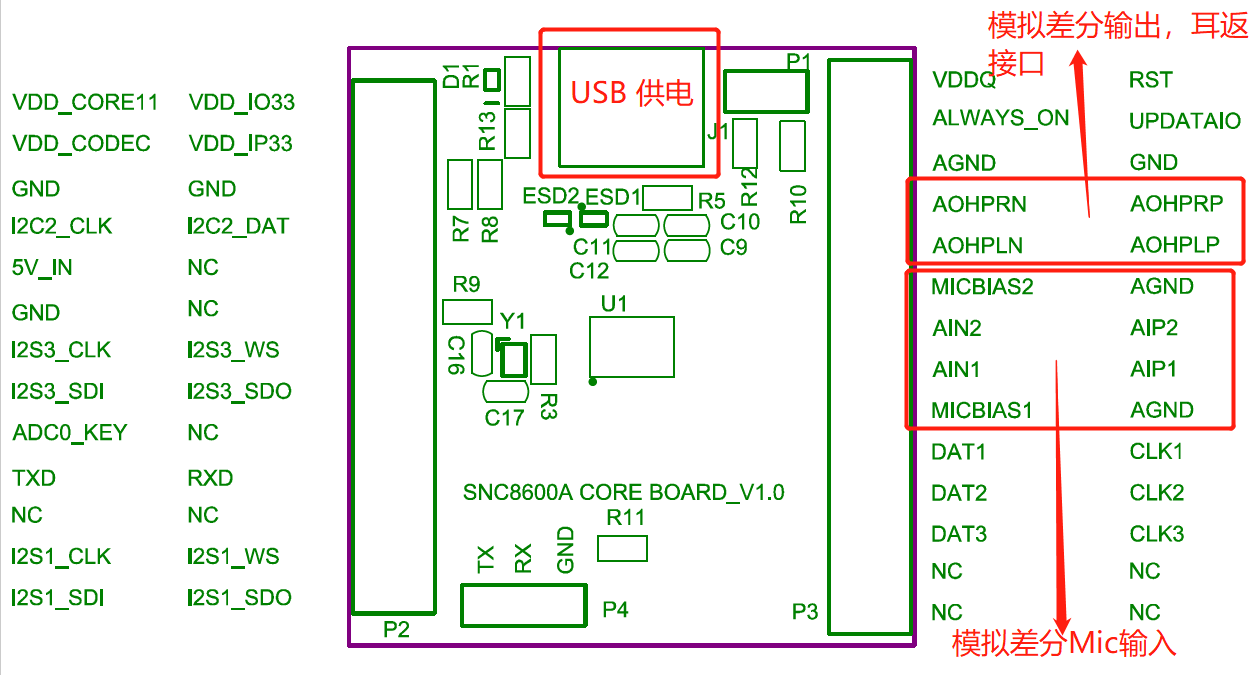 模拟差分输出，耳返
接口
USB 供电
VDD_CORE11 VDD_IO33
VDD_CODEC VDD_IP33
GND GND
I2C2_CLK I2C2_DAT
5V_IN NC
GND NC
I2S3_CLK I2S3_WS
I2S3_SDI I2S3_SDO
ADC0_KEY NC
TXD RXD
NC NC
I2S1_CLK I2S1_WS
I2S1_SDI I2S1_SDO
D1
R1
R13
P1
J1
R12
R10
R7
R8
ESD2
ESD1
R5
C10
C11
C9
C12
R9
Y1
U1
C16
C17
R3
SNC8600A CORE BOARD_V1.0
R11
TX
RX
GND
P4
P2
P3
VDDQ RST
ALWAYS_ON UPDATAIO
AGND GND
AOHPRN AOHPRP
AOHPLN AOHPLP
MICBIAS2 AGND
AIN2 AIP2
AIN1 AIP1
MICBIAS1 AGND
DAT1 CLK1
DAT2 CLK2
DAT3 CLK3
NC NC
NC NC
模拟差分Mic输入